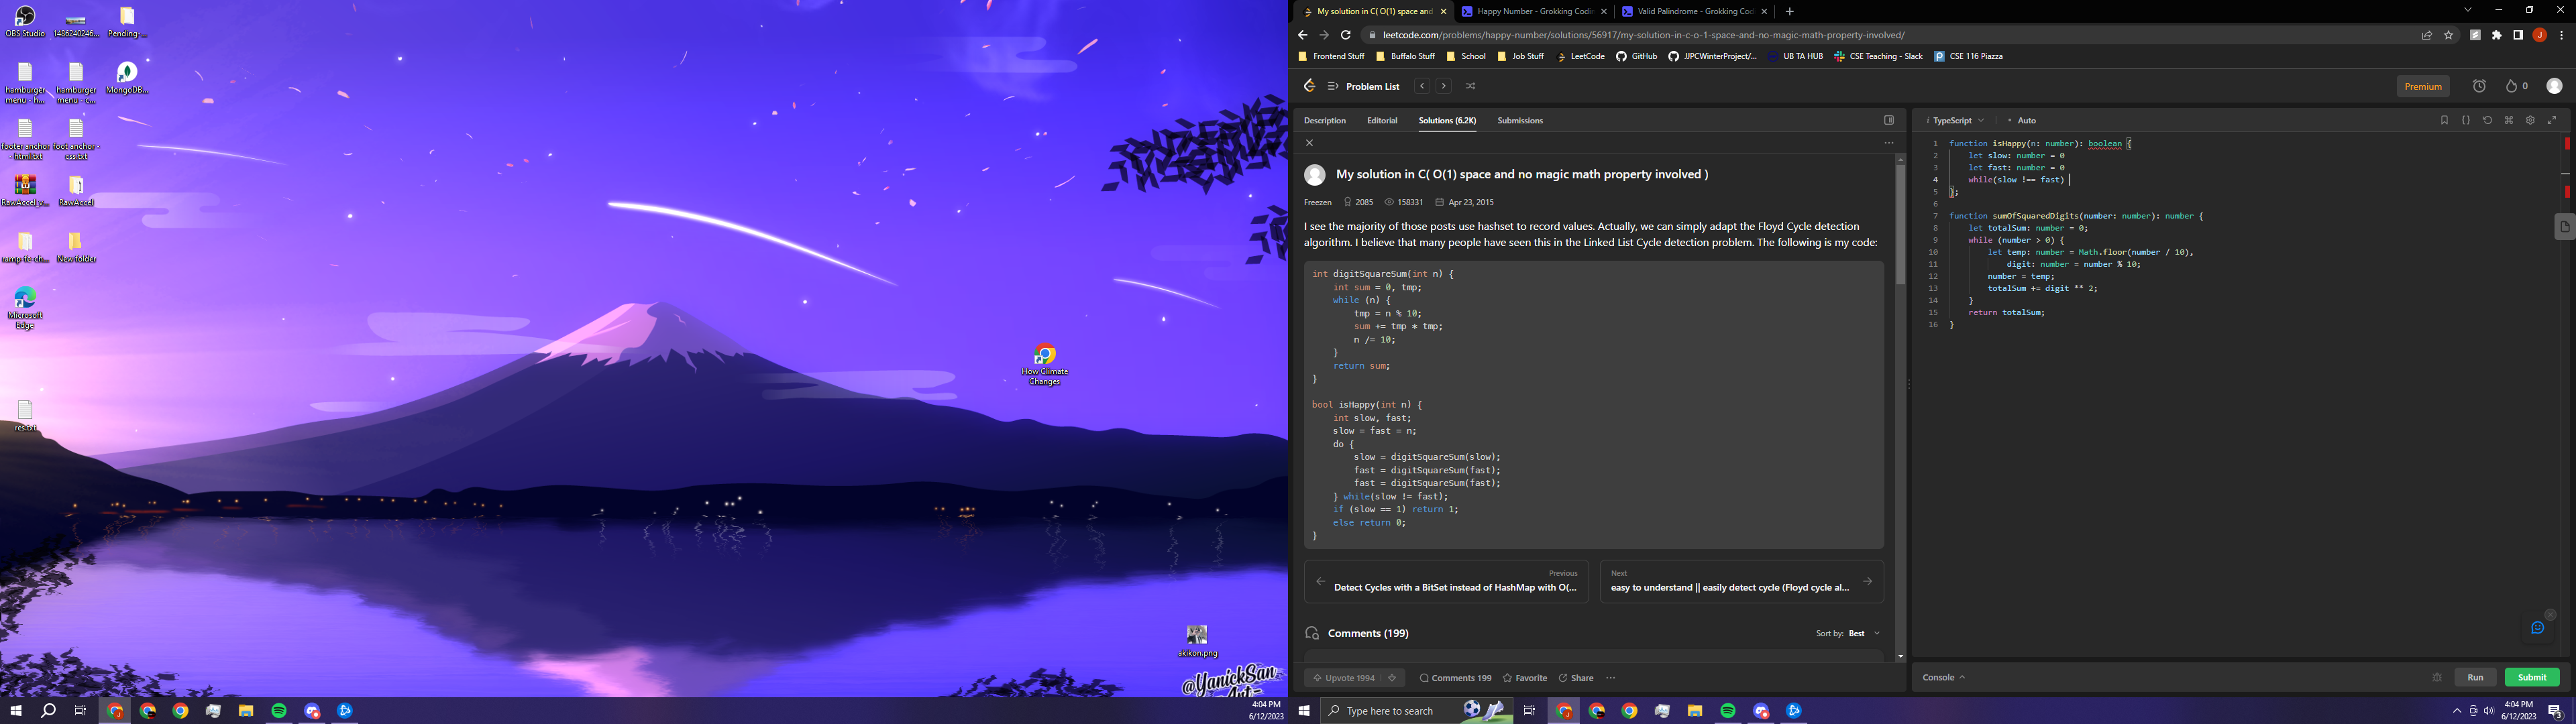 OBS Studio
1486240246...
Pending-...
hamburger menu - h...
hamburger menu - c...
MongoDB...
footer anchor - html.txt
foot anchor - css.txt
RawAccel_v...
RawAccel
ramp-fe-ch...
New folder
Microsoft Edge
res.txt
How Climate Changes
akikon.png
@YanickSan
Art-
4:04 PM
6/12/2023
My solution in C( O(1) space and
Happy Number - Grokking Codin
Valid Palindrome - Grokking Cod
leetcode.com/problems/happy-number/solutions/56917/my-solution-in-c-o-1-space-and-no-magic-math-property-involved/
J
Frontend Stuff
Buffalo Stuff
School
Job Stuff
LeetCode
GitHub
JJPCWinterProject/...
UB TA HUB
CSE Teaching - Slack
CSE 116 Piazza
Problem List
Premium
0
Description
Editorial
Solutions (6.2K)
Submissions
My solution in C( O(1) space and no magic math property involved )
Freezen
2085
158331
Apr 23, 2015
I see the majority of those posts use hashset to record values. Actually, we can simply adapt the Floyd Cycle detection
algorithm. I believe that many people have seen this in the Linked List Cycle detection problem. The following is my code:
int digitSquareSum(int n) {
int sum = 0, tmp;
while (n) {
tmp = n % 10;
sum += tmp * tmp;
n /= 10;
}
return sum;
}
bool isHappy(int n) {
int slow, fast;
slow = fast = n;
do {
slow = digitSquareSum(slow);
fast = digitSquareSum(fast);
fast = digitSquareSum(fast);
} while(slow != fast);
if (slow == 1) return 1;
else return 0;
}
Previous
Detect Cycles with a BitSet instead of HashMap with O(...
Next
easy to understand || easily detect cycle (Floyd cycle al...
Comments (199)
Sort by: Best
Upvote 1994
Comments 199
Favorite
Share
i TypeScript
• Auto
1 function isHappy(n: number): boolean {
2 let slow: number = 0
3 let fast: number = 0
4 while(slow !== fast)
5 };
6
7 function sumOfSquaredDigits(number: number): number {
8 let totalSum: number = 0;
9 while (number > 0) {
10 let temp: number = Math.floor(number / 10),
11 digit: number = number % 10;
12 number = temp;
13 totalSum += digit ** 2;
14 }
15 return totalSum;
16 }
Console
Run
Submit
Type here to search
4:04 PM
6/12/2023
3